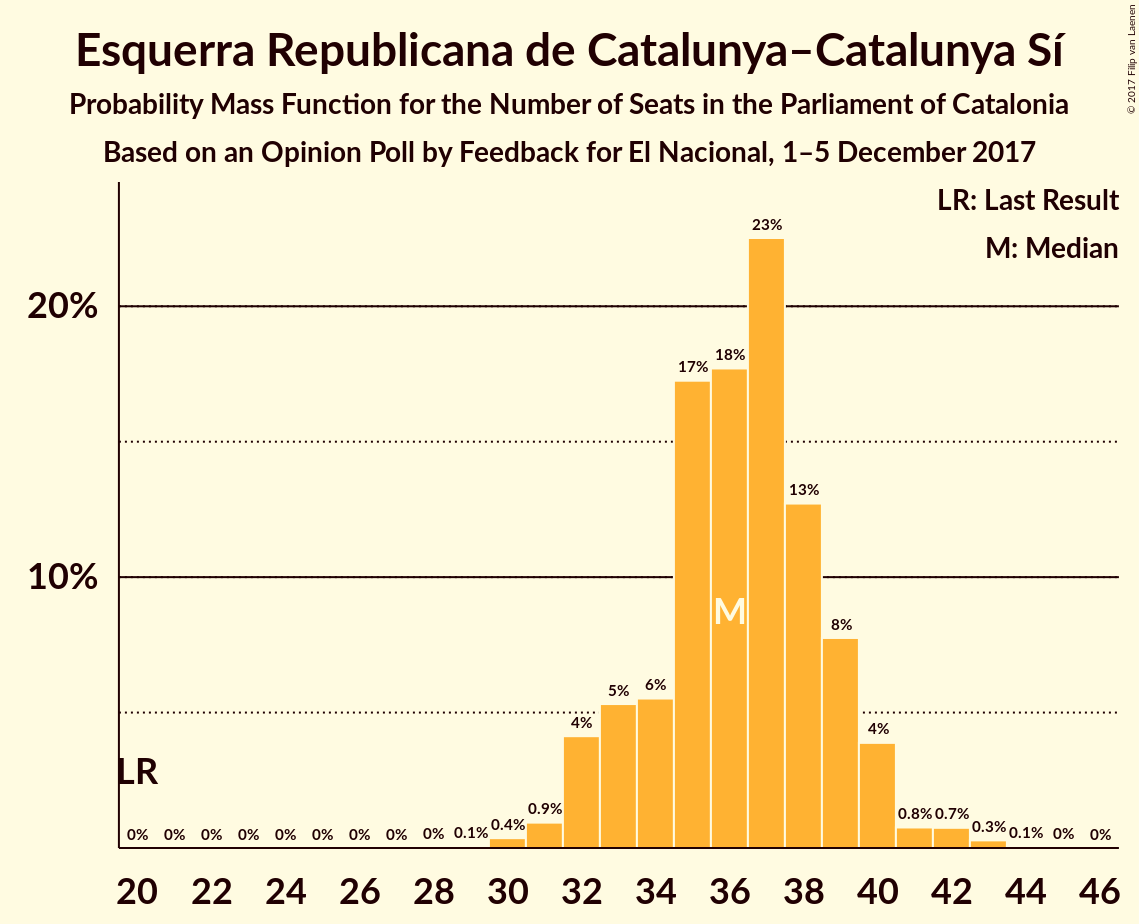 Esquerra Republicana de Catalunya–Catalunya Sí
Probability Mass Function for the Number of Seats in the Parliament of Catalonia
Based on an Opinion Poll by Feedback for El Nacional, 1–5 December 2017
© 2017 Filip van Laenen
LR: Last Result
M: Median
20%
10%
23%
18%
17%
13%
8%
6%
5%
4%
4%
0.9%
0.8%
0.7%
0.4%
0.3%
0% 0% 0% 0% 0% 0% 0% 0% 0% 0.1%
0.1% 0% 0%
M
LR
20 22 24 26 28 30 32 34 36 38 40 42 44 46